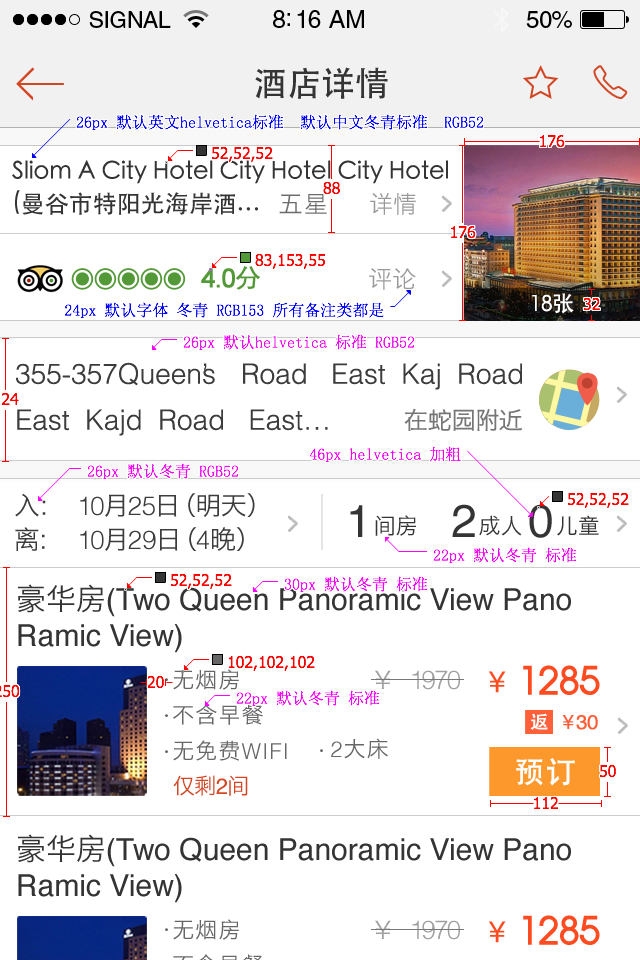 SIGNAL 8:16 AM 50%
酒店详情
26px 默认英文helvetica标准 默认中文冬青标准 RGB52
52,52,52
176
Sliom A City Hotel City Hotel City Hotel
88
(曼谷市特阳光海岸酒... 五星 详情
176
83,153,55
4.0分 评论
18张 32
24px 默认字体 冬青 RGB153 所有备注类都是
26px 默认helvetica 标准 RGB52
355-357Queens Road East Kaj Road
24
East Kajd Road East... 在蛇园附近
46px helvetica 加粗
26px 默认冬青 RGB52
52,52,52
入: 10月25日 (明天)
1间房 2成人 0儿童
离: 10月29日 (4晚)
22px 默认冬青 标准
52,52,52
30px 默认冬青 标准
豪华房(Two Queen Panoramic View Pano
Ramic View)
102,102,102
250
20
·无烟房 ¥ 1970 ¥ 1285
22px 默认冬青 标准
·不含早餐 返 ¥30
·无免费WIFI ·2大床
预订 50
仅剩2间
112
豪华房(Two Queen Panoramic View Pano
Ramic View)
·无烟房 ¥ 1970 ¥ 1285